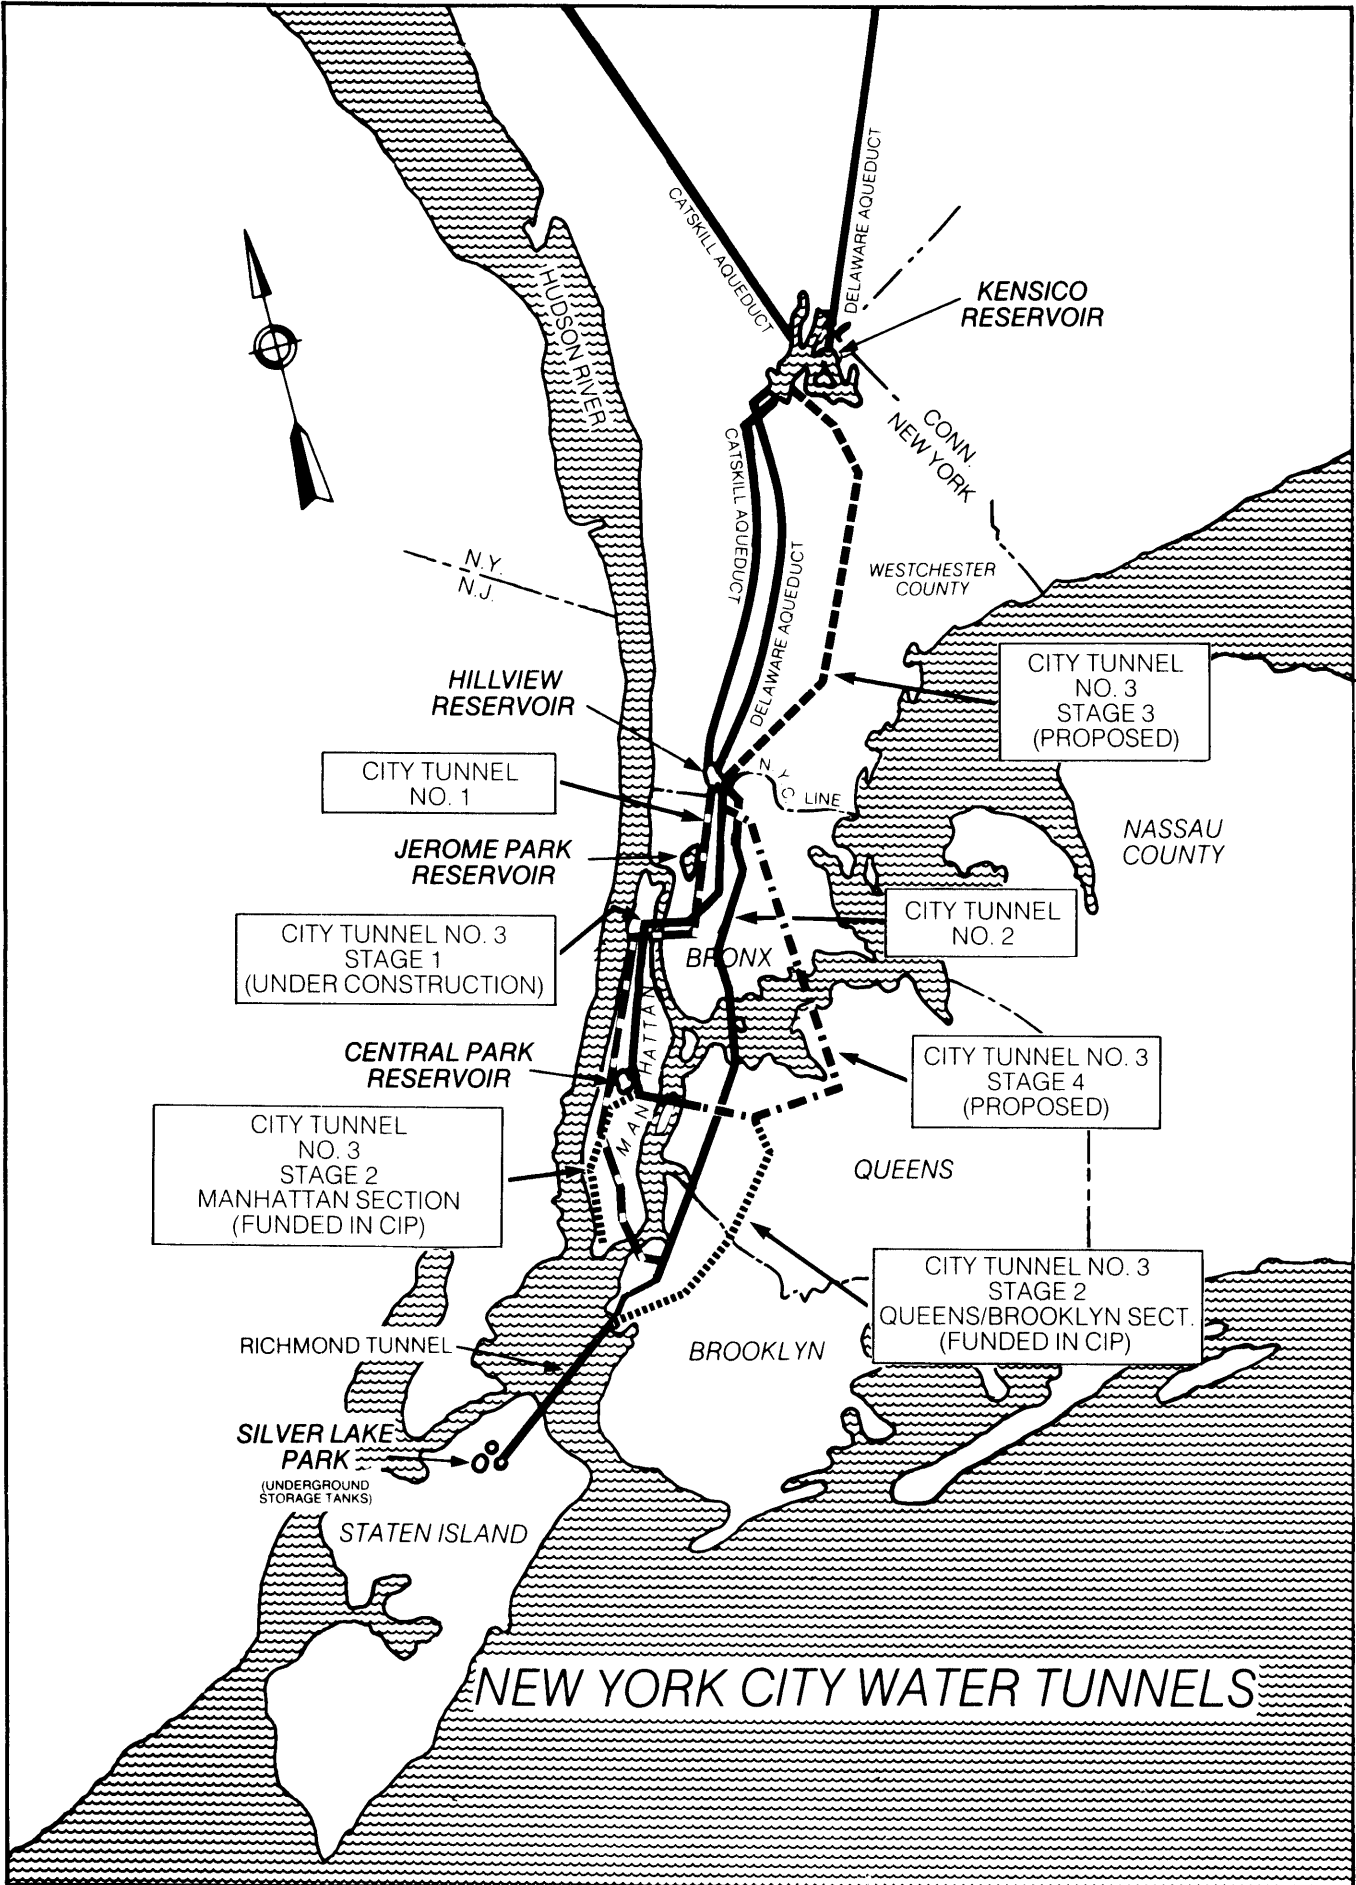 CATSKILL AQUEDUCT
DELAWARE AQUEDUCT
HUDSON RIVER
KENSICO
RESERVOIR
CONN.
NEW YORK
CATSKILL AQUEDUCT
DELAWARE AQUEDUCT
N.Y.
N.J.
WESTCHESTER
COUNTY
CITY TUNNEL
NO. 3
STAGE 3
(PROPOSED)
HILLVIEW
RESERVOIR
N.Y.C. LINE
CITY TUNNEL
NO. 1
NASSAU
COUNTY
JEROME PARK
RESERVOIR
CITY TUNNEL
NO. 2
CITY TUNNEL NO. 3
STAGE 1
(UNDER CONSTRUCTION)
BRONX
MANHATTAN
CENTRAL PARK
RESERVOIR
CITY TUNNEL NO. 3
STAGE 4
(PROPOSED)
CITY TUNNEL
NO. 3
STAGE 2
MANHATTAN SECTION
(FUNDED IN CIP)
QUEENS
CITY TUNNEL NO. 3
STAGE 2
QUEENS/BROOKLYN SECT.
(FUNDED IN CIP)
RICHMOND TUNNEL
BROOKLYN
SILVER LAKE
PARK
(UNDERGROUND
STORAGE TANKS)
STATEN ISLAND
NEW YORK CITY WATER TUNNELS